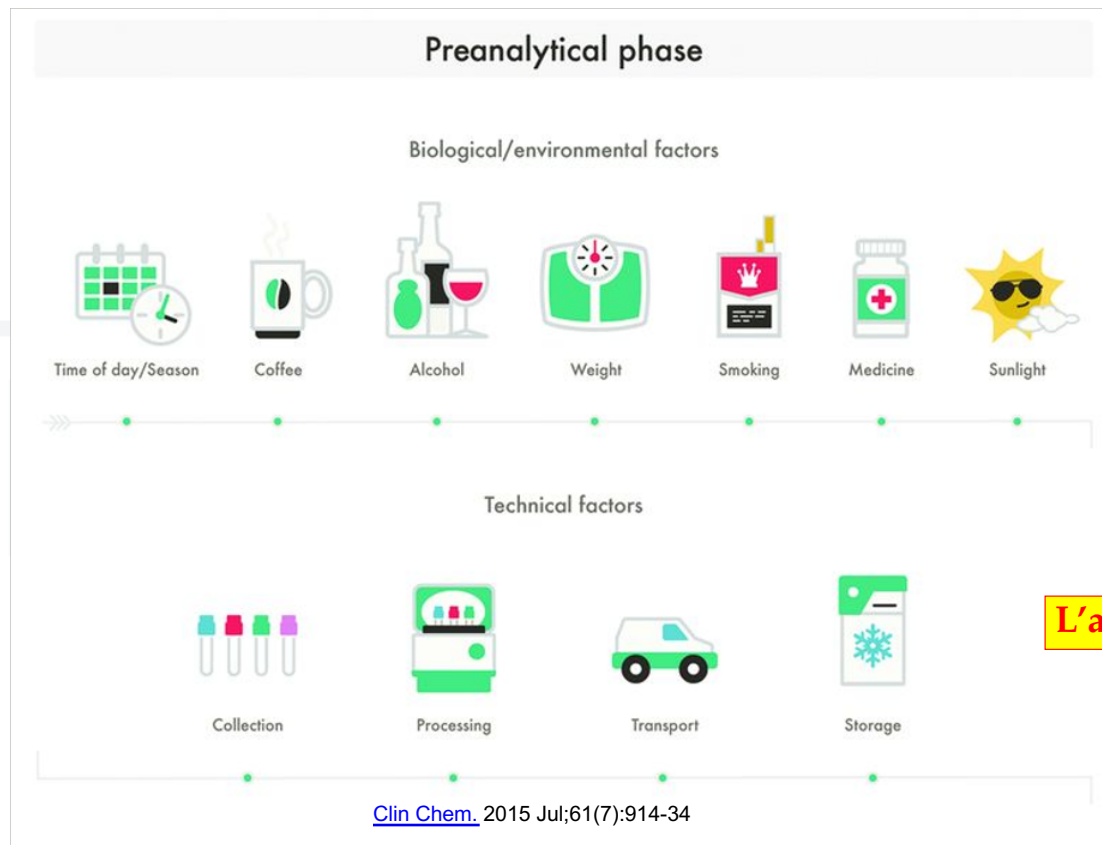 Preanalytical phase
Biological/environmental factors
Time of day/Season Coffee Alcohol Weight Smoking Medicine Sunlight
Technical factors
L'a
Collection Processing Transport Storage
Clin Chem. 2015 Jul;61(7):914-34